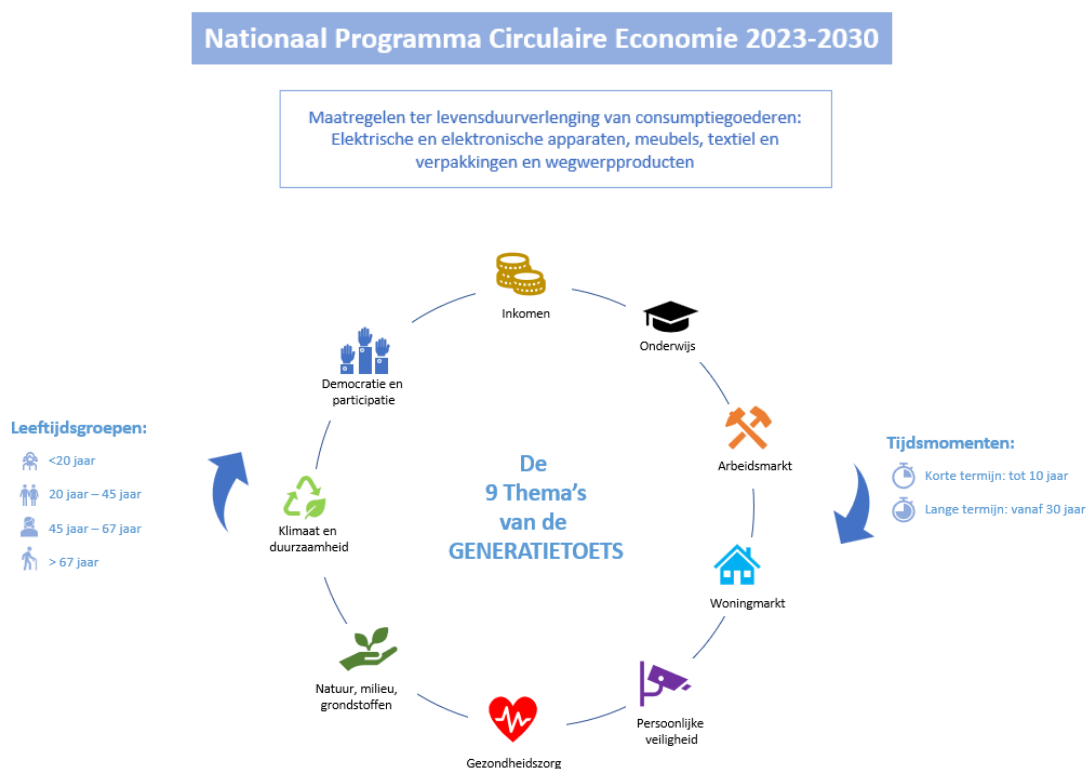 Nationaal Programma Circulaire Economie 2023-2030
Maatregelen ter levensduurverlenging van consumptiegoederen:
Elektrische en elektronische apparaten, meubels, textiel en
verpakkingen en wegwerpproducten
Inkomen
Onderwijs
Democratie en
participatie
Arbeidsmarkt
Leeftijdsgroepen:
<20 jaar
20 jaar – 45 jaar
45 jaar – 67 jaar
> 67 jaar
De
9 Thema's
van de
GENERATIETOETS
Tijdsmomenten:
Korte termijn: tot 10 jaar
Lange termijn: vanaf 30 jaar
Klimaat en
duurzaamheid
Woningmarkt
Natuur, milieu,
grondstoffen
Persoonlijke
veiligheid
Gezondheidszorg